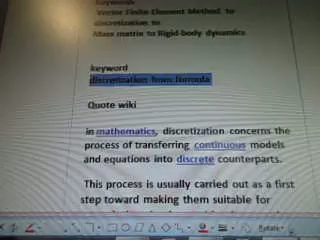 Keywords
Vector Finite Element Method to
discretization to
Mass matrix to Rigid-body dynamics
keyword
discretization from formula
Quote wiki
in mathematics, discretization concerns the
process of transferring continuous models
and equations into discrete counterparts.
This process is usually carried out as a first
step toward making them suitable for
Rotate